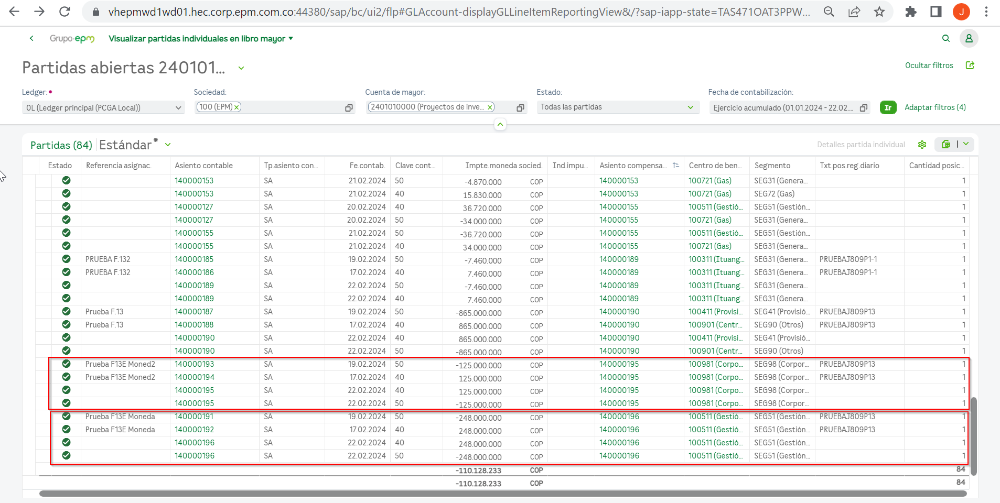 vhepmwd1wd01.hec.corp.epm.com.co:44380/sap/bc/ui2/flp#GLAccount-displayGLLineItemReportingView&/?sap-iapp-state=TAS471OAT3PPW... J
Grupo·epm Visualizar partidas individuales en libro mayor
Partidas abiertas 240101... Ocultar filtros
Ledger: Sociedad: Cuenta de mayor: Estado: Fecha de contabilización:
0L (Ledger principal (PCGA Local)) 100 (EPM) 2401010000 (Proyectos de inve... Todas las partidas Ejercicio acumulado (01.01.2024 - 22.02.... Ir Adaptar filtros (4)
Partidas (84) Estándar* Detalles partida individual
Estado Referencia asignac. Asiento contable Tp.asiento con... Fe.contab. Clave cont... Impte.moneda socied. Ind.impu... Asiento compensa... Centro de ben... Segmento Txt.pos.reg.diario Cantidad posic...
140000153 SA 21.02.2024 50 -4.870.000 COP 140000153 100721 (Gas) SEG31 (Genera... 1
140000153 SA 21.02.2024 40 15.830.000 COP 140000153 100721 (Gas) SEG72 (Gas) 1
140000127 SA 20.02.2024 40 36.720.000 COP 140000155 100511 (Gestió... SEG51 (Gestión... 1
140000127 SA 20.02.2024 50 -34.000.000 COP 140000155 100721 (Gas) SEG31 (Genera... 1
140000155 SA 21.02.2024 50 -36.720.000 COP 140000155 100511 (Gestió... SEG51 (Gestión... 1
140000155 SA 21.02.2024 40 34.000.000 COP 140000155 100721 (Gas) SEG31 (Genera... 1
PRUEBA F.132 140000185 SA 19.02.2024 50 -7.460.000 COP 140000189 100311 (Ituang... SEG31 (Genera... PRUEBAJ809P1-1 1
PRUEBA F.132 140000186 SA 17.02.2024 40 7.460.000 COP 140000189 100311 (Ituang... SEG31 (Genera... PRUEBAJ809P1-1 1
140000189 SA 22.02.2024 50 -7.460.000 COP 140000189 100311 (Ituang... SEG31 (Genera... 1
140000189 SA 22.02.2024 40 7.460.000 COP 140000189 100311 (Ituang... SEG31 (Genera... 1
Prueba F.13 140000187 SA 19.02.2024 50 -865.000.000 COP 140000190 100411 (Provisi... SEG41 (Provisió... PRUEBAJ809P13 1
Prueba F.13 140000188 SA 17.02.2024 40 865.000.000 COP 140000190 100901 (Centr... SEG90 (Otros) PRUEBAJ809P13 1
140000190 SA 22.02.2024 40 865.000.000 COP 140000190 100411 (Provisi... SEG41 (Provisió... 1
140000190 SA 22.02.2024 50 -865.000.000 COP 140000190 100901 (Centr... SEG90 (Otros) 1
Prueba F13E Moned2 140000193 SA 19.02.2024 50 -125.000.000 COP 140000195 100981 (Corpo... SEG98 (Corpor... PRUEBAJ809P13 1
Prueba F13E Moned2 140000194 SA 17.02.2024 40 125.000.000 COP 140000195 100981 (Corpo... SEG98 (Corpor... PRUEBAJ809P13 1
140000195 SA 22.02.2024 40 125.000.000 COP 140000195 100981 (Corpo... SEG98 (Corpor... 1
140000195 SA 22.02.2024 50 -125.000.000 COP 140000195 100981 (Corpo... SEG98 (Corpor... 1
Prueba F13E Moneda 140000191 SA 19.02.2024 50 -248.000.000 COP 140000196 100511 (Gestió... SEG51 (Gestión... PRUEBAJ809P13 1
Prueba F13E Moneda 140000192 SA 17.02.2024 40 248.000.000 COP 140000196 100511 (Gestió... SEG51 (Gestión... PRUEBAJ809P13 1
140000196 SA 22.02.2024 40 248.000.000 COP 140000196 100511 (Gestió... SEG51 (Gestión... 1
140000196 SA 22.02.2024 50 -248.000.000 COP 140000196 100511 (Gestió... SEG51 (Gestión... 1
-110.128.233 COP 84
-110.128.233 COP 84